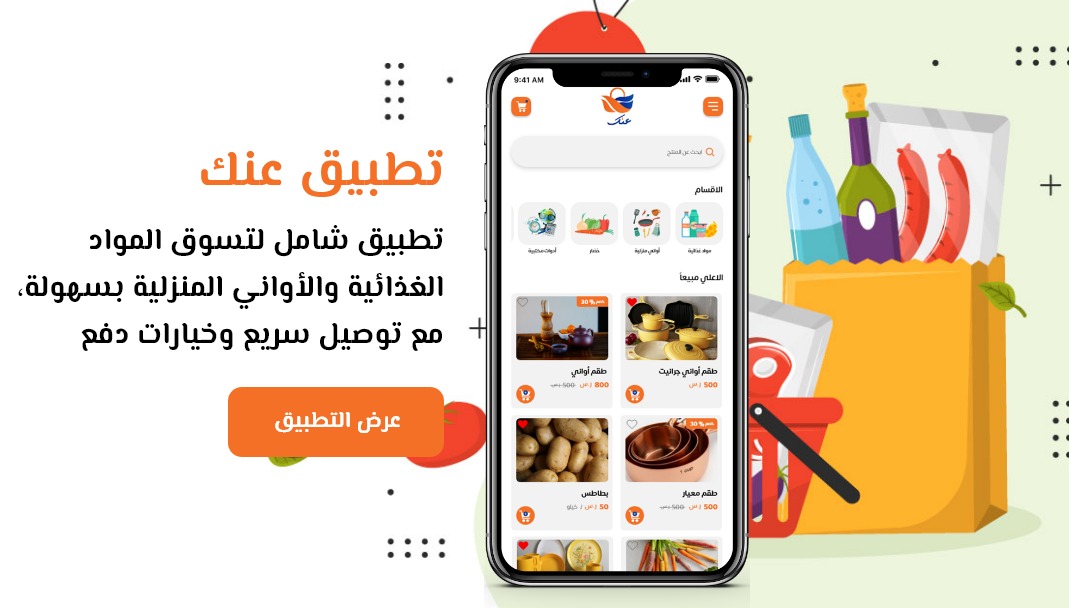 تطبيق عنك
تطبيق شامل لتسوق المواد
الغذائية والأواني المنزلية بسهولة،
مع توصيل سريع وخيارات دفع
عرض التطبيق
9:41 AM
عنك
ابحث عن المنتج
الاقسام
مواد غذائية
أواني منزلية
خضار
أدوات مكتبية
الاعلي مبيعاً
طقم أواني جرانيت
500 ر.س
خصم 30 %
طقم أواني
800 ر.س 500 ر.س
خصم 30 %
طقم معيار
500 ر.س 500 ر.س
بطاطس
50 ر.س / كيلو